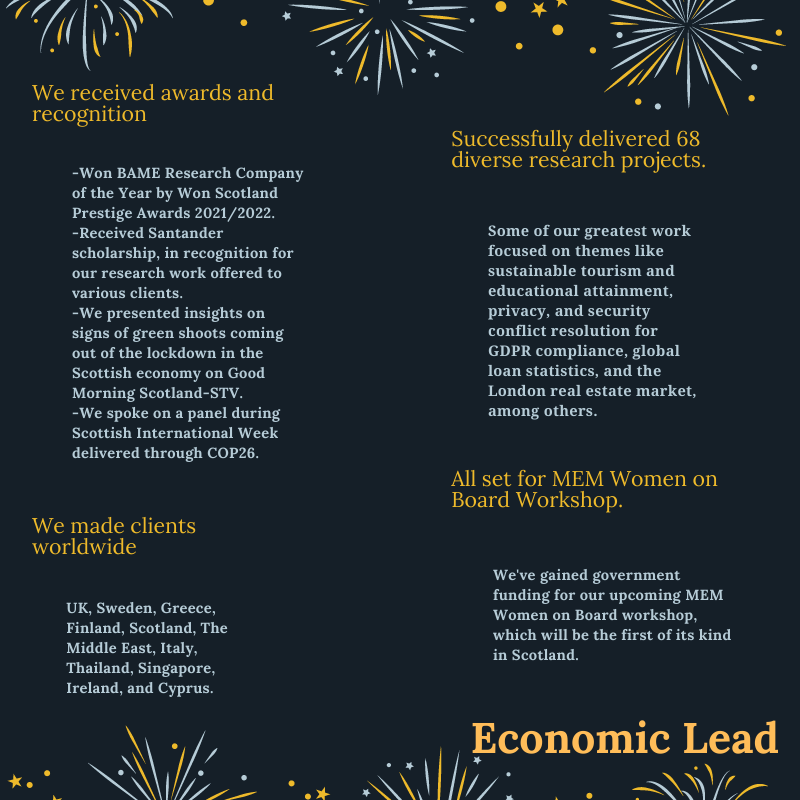 We received awards and
recognition
-Won BAME Research Company
of the Year by Won Scotland
Prestige Awards 2021/2022.
-Received Santander
scholarship, in recognition for
our research work offered to
various clients.
-We presented insights on
signs of green shoots coming
out of the lockdown in the
Scottish economy on Good
Morning Scotland-STV.
-We spoke on a panel during
Scottish International Week
delivered through COP26.
We made clients
worldwide
UK, Sweden, Greece,
Finland, Scotland, The
Middle East, Italy,
Thailand, Singapore,
Ireland, and Cyprus.
Successfully delivered 68
diverse research projects.
Some of our greatest work
focused on themes like
sustainable tourism and
educational attainment,
privacy, and security
conflict resolution for
GDPR compliance, global
loan statistics, and the
London real estate market,
among others.
All set for MEM Women on
Board Workshop.
We've gained government
funding for our upcoming MEM
Women on Board workshop,
which will be the first of its kind
in Scotland.
Economic Lead